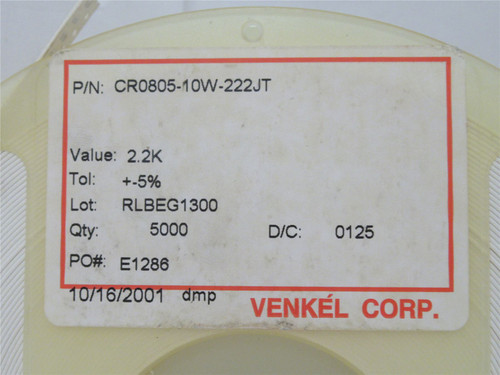 P/N: CR0805-10W-222JT
Value: 2.2K
Tol: +-5%
Lot: RLBEG1300
Qty: 5000 D/C: 0125
PO#: E1286
10/16/2001 dmp VENKÉL CORP.